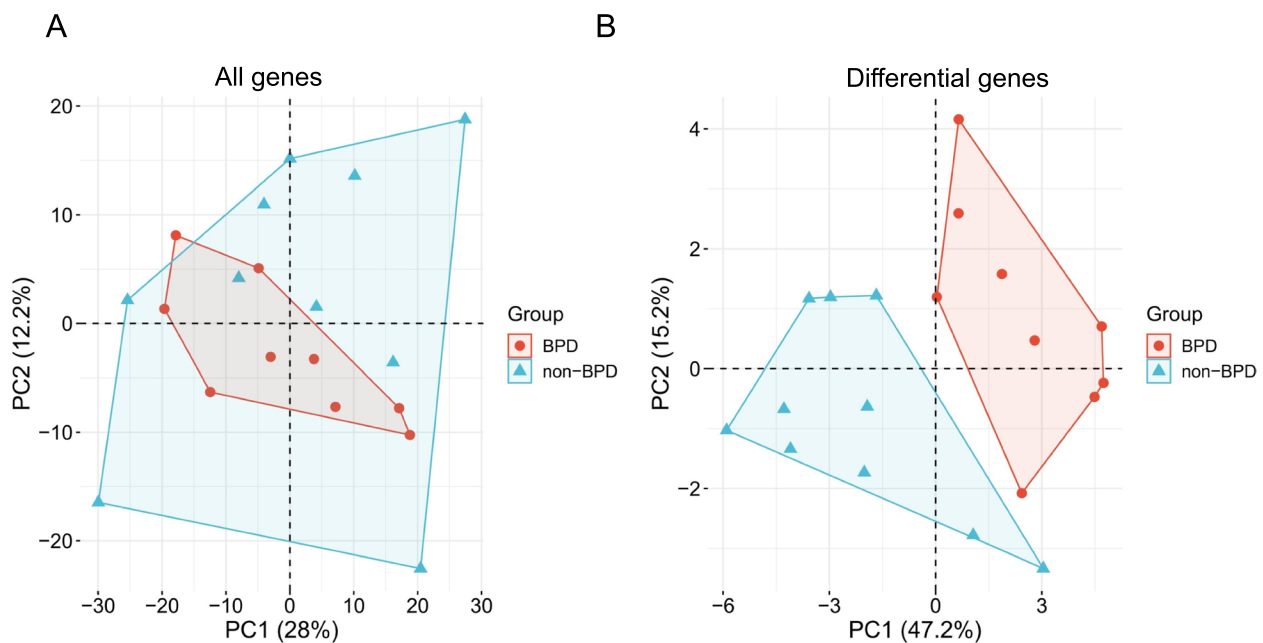 A
All genes
20
10
0
−10
−20
PC2 (12.2%)
−30
−20
−10
0
10
20
30
PC1 (28%)
Group
BPD
non−BPD
B
Differential genes
4
2
0
−2
PC2 (15.2%)
−6
−3
0
3
PC1 (47.2%)
Group
BPD
non−BPD